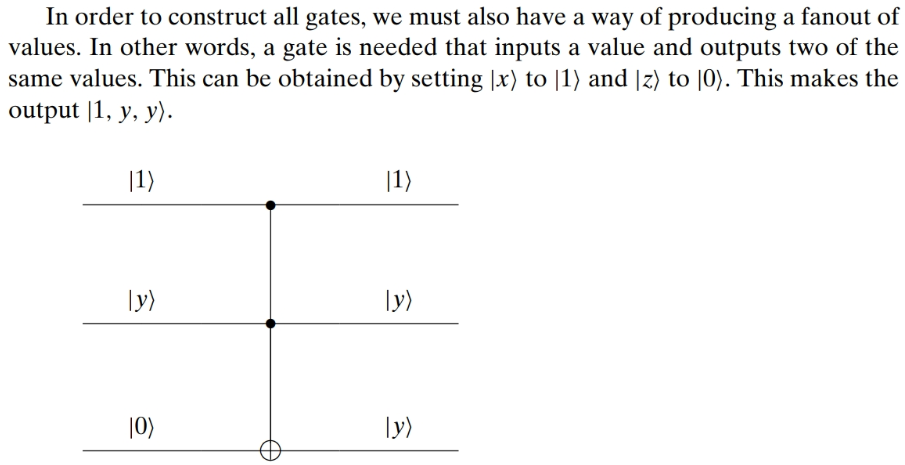 In order to construct all gates, we must also have a way of producing a fanout of
values. In other words, a gate is needed that inputs a value and outputs two of the
same values. This can be obtained by setting |x⟩ to |1⟩ and |z⟩ to |0⟩. This makes the
output |1, y, y⟩.
|1⟩ |1⟩
|y⟩ |y⟩
|0⟩ |y⟩